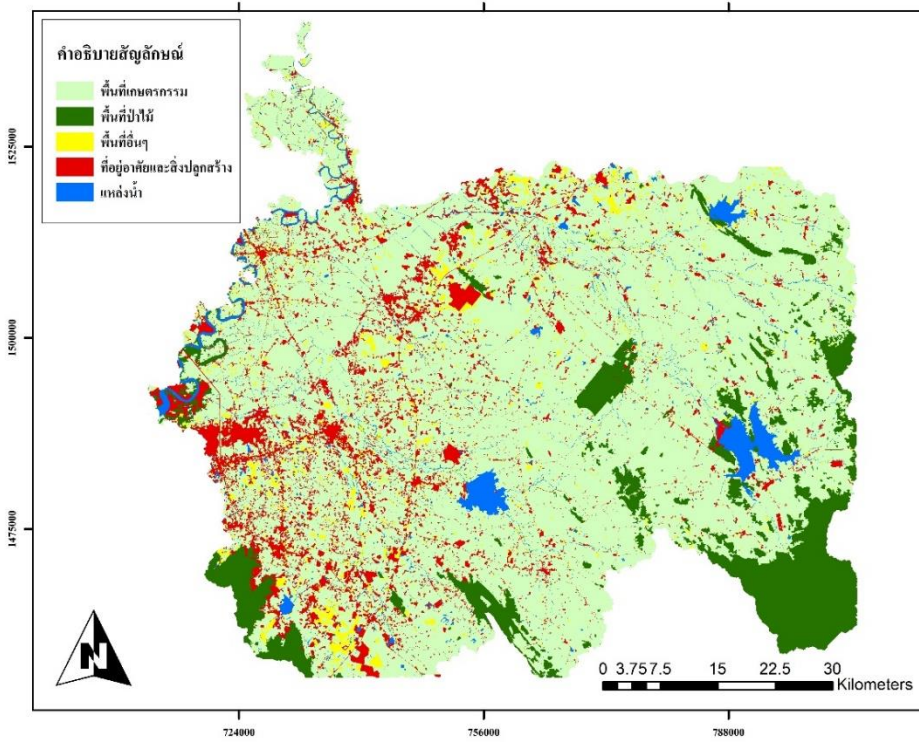 คำอธิบายสัญลักษณ์
พื้นที่เกษตรกรรม
พื้นที่ป่าไม้
พื้นที่อื่นๆ
ที่อยู่อาศัยและสิ่งปลูกสร้าง
แหล่งน้ำ
1525000
1500000
1475000
N
0 3.75 7.5 15 22.5 30
Kilometers
724000 756000 788000